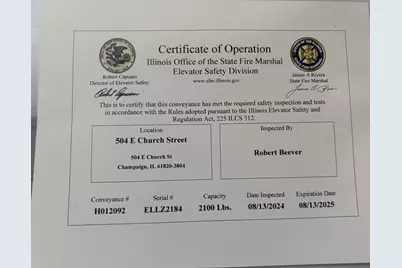 Certificate of Operation
Illinois Office of the State Fire Marshal
Elevator Safety Division
www.sfm.illinois.gov
Robert Capuani
Director of Elevator Safety
James A Rivera
State Fire Marshal
This is to certify that this conveyance has met the required safety inspection and tests
in accordance with the Rules adopted pursuant to the Illinois Elevator Safety and
Regulation Act, 225 ILCS 312.
Location:
504 E Church Street
504 E Church St
Champaign, IL 61820-3804
Inspected By
Robert Beever
Conveyance # Serial # Capacity Date Inspected Expiration Date
H012092 ELLZ2184 2100 Lbs. 08/13/2024 08/13/2025